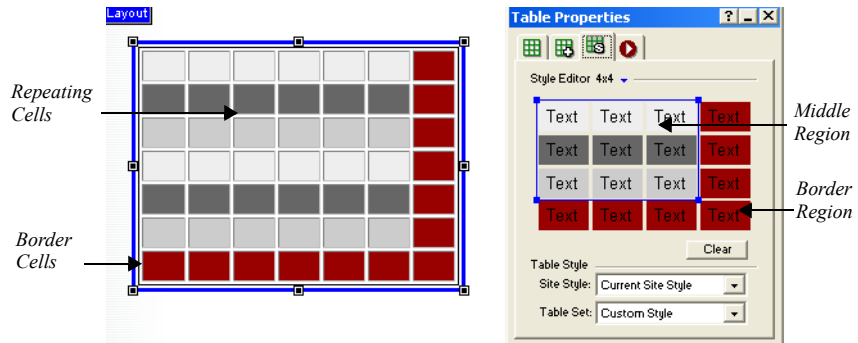 Layout
Repeating
Cells
Border
Cells
Table Properties
Style Editor 4x4
Text Text Text Text
Text Text Text Text
Text Text Text Text
Text Text Text Text
Middle
Region
Border
Region
Clear
Table Style
Site Style: Current Site Style
Table Set: Custom Style